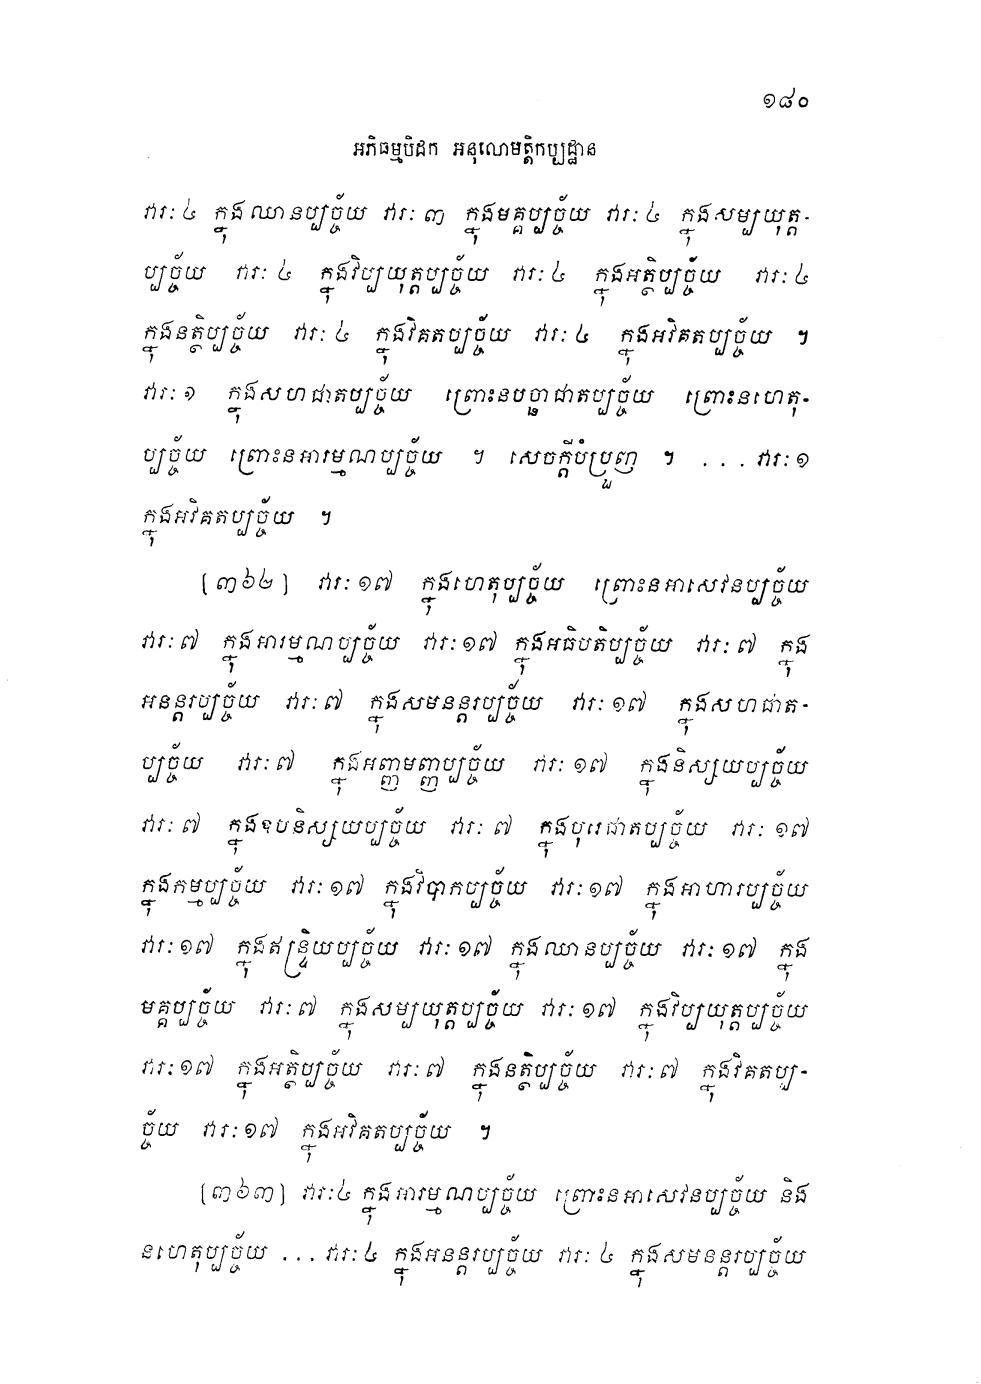 ១៨០
អភិធម្មបិដក អនុលោមត្តិកប្បដ្ឋាន
វារៈ ៤ ក្នុងឈានប្បច្ច័យ វារៈ ៣ ក្នុងមគ្គប្បច្ច័យ វារៈ ៤ ក្នុងសម្បយុត្ត-
ប្បច្ច័យ វារៈ ៤ ក្នុងវិប្បយុត្តប្បច្ច័យ វារៈ ៤ ក្នុងអត្ថិប្បច្ច័យ វារៈ ៤
ក្នុងនត្ថិប្បច្ច័យ វារៈ ៤ ក្នុងវិគតប្បច្ច័យ វារៈ ៤ ក្នុងអវិគតប្បច្ច័យ ។
វារៈ ១ ក្នុងសហជាតប្បច្ច័យ ព្រោះនបច្ឆាជាតប្បច្ច័យ ព្រោះនហេតុ-
ប្បច្ច័យ ព្រោះនអារម្មណប្បច្ច័យ ។ សេចក្តីបំប្រួញ ។ ... វារៈ ១
ក្នុងអវិគតប្បច្ច័យ ។
[៣៦២] វារៈ ១៧ ក្នុងហេតុប្បច្ច័យ ព្រោះនអាសេវនប្បច្ច័យ
វារៈ ៧ ក្នុងអារម្មណប្បច្ច័យ វារៈ ១៧ ក្នុងអធិបតិប្បច្ច័យ វារៈ ៧ ក្នុង
អនន្តរប្បច្ច័យ វារៈ ៧ ក្នុងសមនន្តរប្បច្ច័យ វារៈ ១៧ ក្នុងសហជាត-
ប្បច្ច័យ វារៈ ៧ ក្នុងអញ្ញមញ្ញប្បច្ច័យ វារៈ ១៧ ក្នុងនិស្សយប្បច្ច័យ
វារៈ ៧ ក្នុងឧបនិស្សយប្បច្ច័យ វារៈ ៧ ក្នុងបុរេជាតប្បច្ច័យ វារៈ ១៧
ក្នុងកម្មប្បច្ច័យ វារៈ ១៧ ក្នុងវិបាកប្បច្ច័យ វារៈ ១៧ ក្នុងអាហារប្បច្ច័យ
វារៈ ១៧ ក្នុងឥន្ទ្រិយប្បច្ច័យ វារៈ ១៧ ក្នុងឈានប្បច្ច័យ វារៈ ១៧ ក្នុង
មគ្គប្បច្ច័យ វារៈ ៧ ក្នុងសម្បយុត្តប្បច្ច័យ វារៈ ១៧ ក្នុងវិប្បយុត្តប្បច្ច័យ
វារៈ ១៧ ក្នុងអត្ថិប្បច្ច័យ វារៈ ៧ ក្នុងនត្ថិប្បច្ច័យ វារៈ ៧ ក្នុងវិគតប្ប-
ច្ច័យ វារៈ ១៧ ក្នុងអវិគតប្បច្ច័យ ។
[៣៦៣] វារៈ ៤ ក្នុងអារម្មណប្បច្ច័យ ព្រោះនអាសេវនប្បច្ច័យ និង
នហេតុប្បច្ច័យ ... វារៈ ៤ ក្នុងអនន្តរប្បច្ច័យ វារៈ ៤ ក្នុងសមនន្តរប្បច្ច័យ